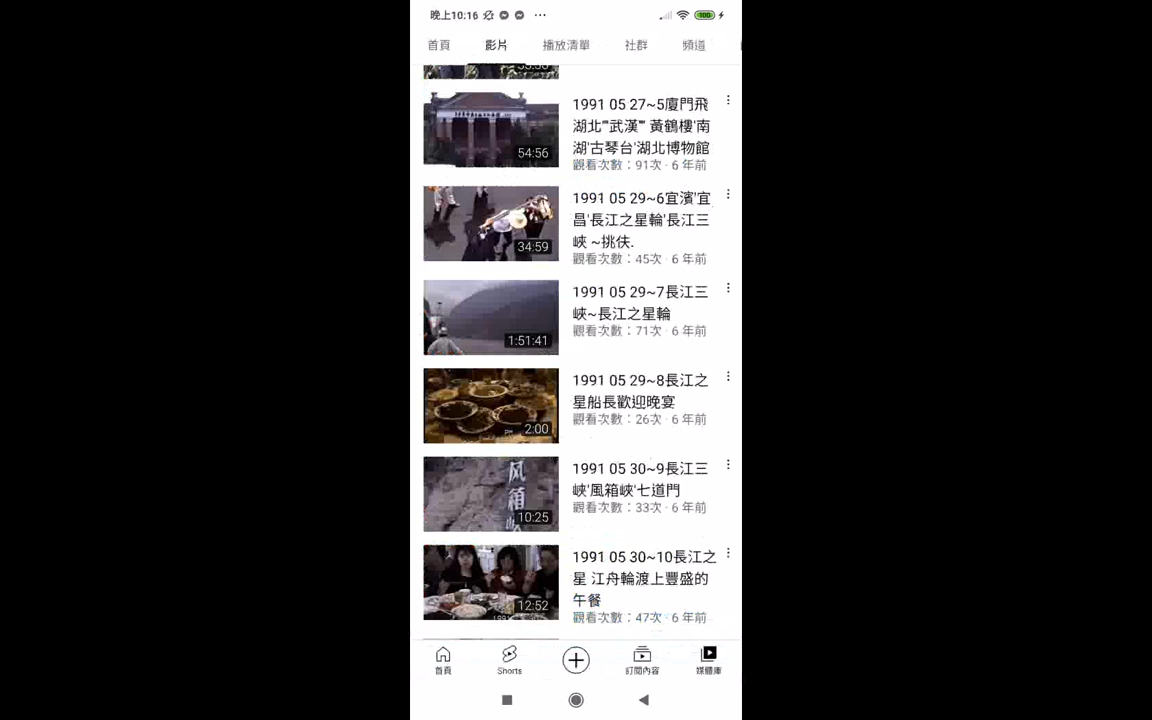 晚上10:16
100
首頁 影片 播放清單 社群 頻道
1991 05 27~5廈門飛
湖北""武漢"" 黃鶴樓'南
湖'古琴台'湖北博物館
觀看次數：91次 · 6 年前
54:56
1991 05 29~6宜濱'宜
昌'長江之星輪'長江三
峽 ~挑伕.
觀看次數：45次 · 6 年前
34:59
1991 05 29~7長江三
峽~長江之星輪
觀看次數：71次 · 6 年前
1:51:41
1991 05 29~8長江之
星船長歡迎晚宴
觀看次數：26次 · 6 年前
2:00
1991 05 30~9長江三
峽'風箱峽'七道門
觀看次數：33次 · 6 年前
风箱
10:25
1991 05 30~10長江之
星 江舟輪渡上豐盛的
午餐
觀看次數：47次 · 6 年前
12:52
首頁 Shorts 訂閱內容 媒體庫